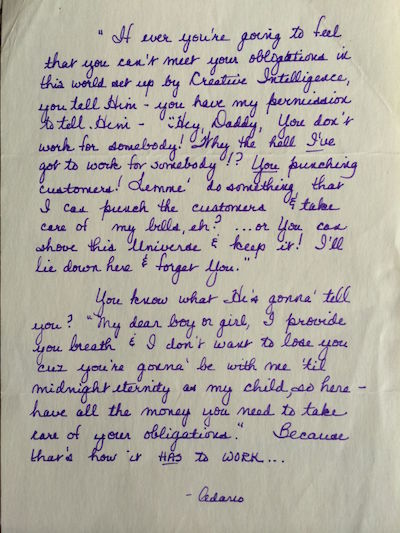 "If ever you're going to feel
that you can't meet your obligations in
this world set up by Creative Intelligence,
you tell Him - you have my permission
to tell Him - "Hey, Daddy, You don't
work for somebody! Why the hell I've
got to work for somebody!? You punching
customers! Lemme' do something that
I can punch the customers & take
care of my bills, eh? ... or You can
shove this Universe & keep it! I'll
lie down here & forget You."
You know what He's gonna' tell
you? "My dear boy or girl, I provide
you breath & I don't want to lose you
'cuz you're gonna' be with me 'til
midnight eternity as my child, so here -
have all the money you need to take
care of your obligations." Because
that's how it HAS to WORK...
- Adario